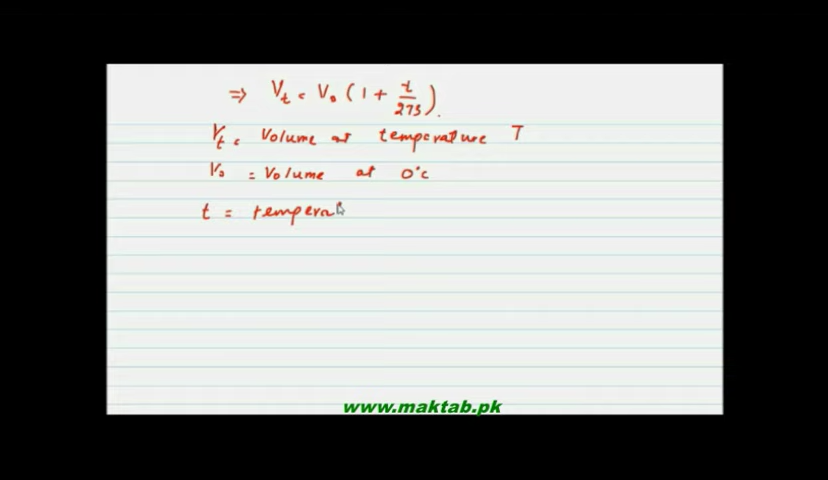 ⇒ Vt = V₀ (1 + t/273).
Vt = Volume at temperature T
V₀ = Volume at 0°C
t = tempera
www.maktab.pk